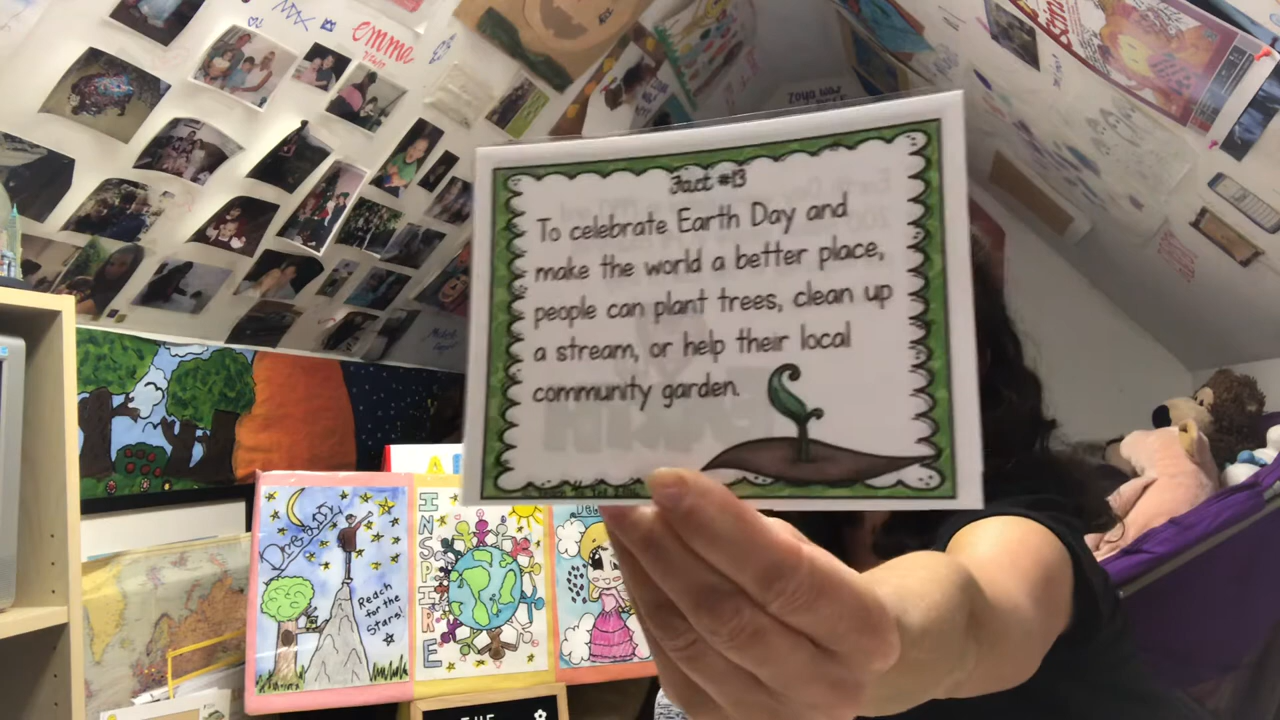 emma
Fact #13
To celebrate Earth Day and
make the world a better place,
people can plant trees, clean up
a stream, or help their local
community garden.
Dream
Reach
for the
Stars!
INSPIRE
THE